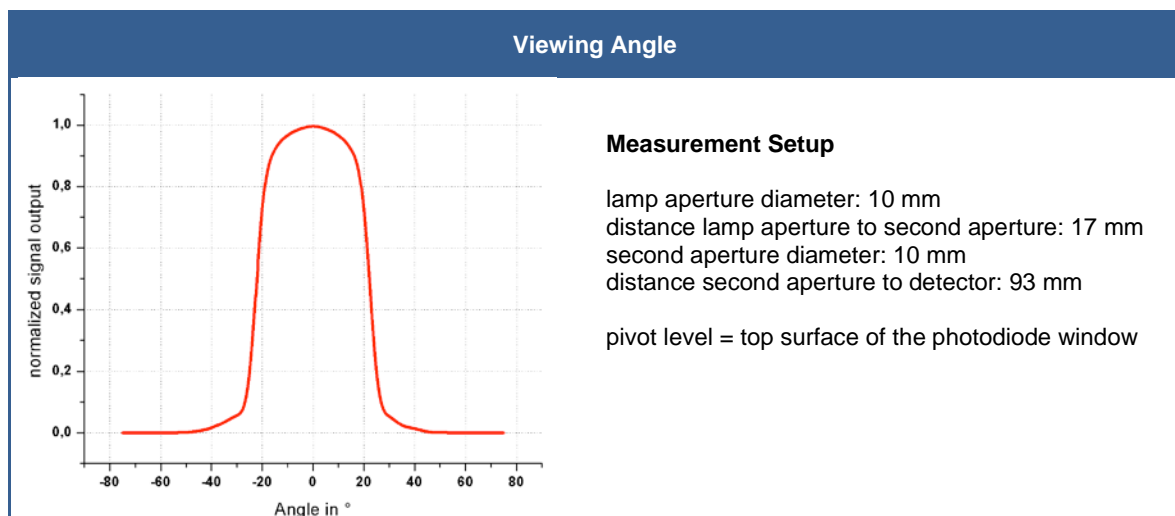 Viewing Angle
1,0
0,8
0,6
0,4
0,2
0,0
normalized signal output
-80 -60 -40 -20 0 20 40 60 80
Angle in °
Measurement Setup
lamp aperture diameter: 10 mm
distance lamp aperture to second aperture: 17 mm
second aperture diameter: 10 mm
distance second aperture to detector: 93 mm
pivot level = top surface of the photodiode window